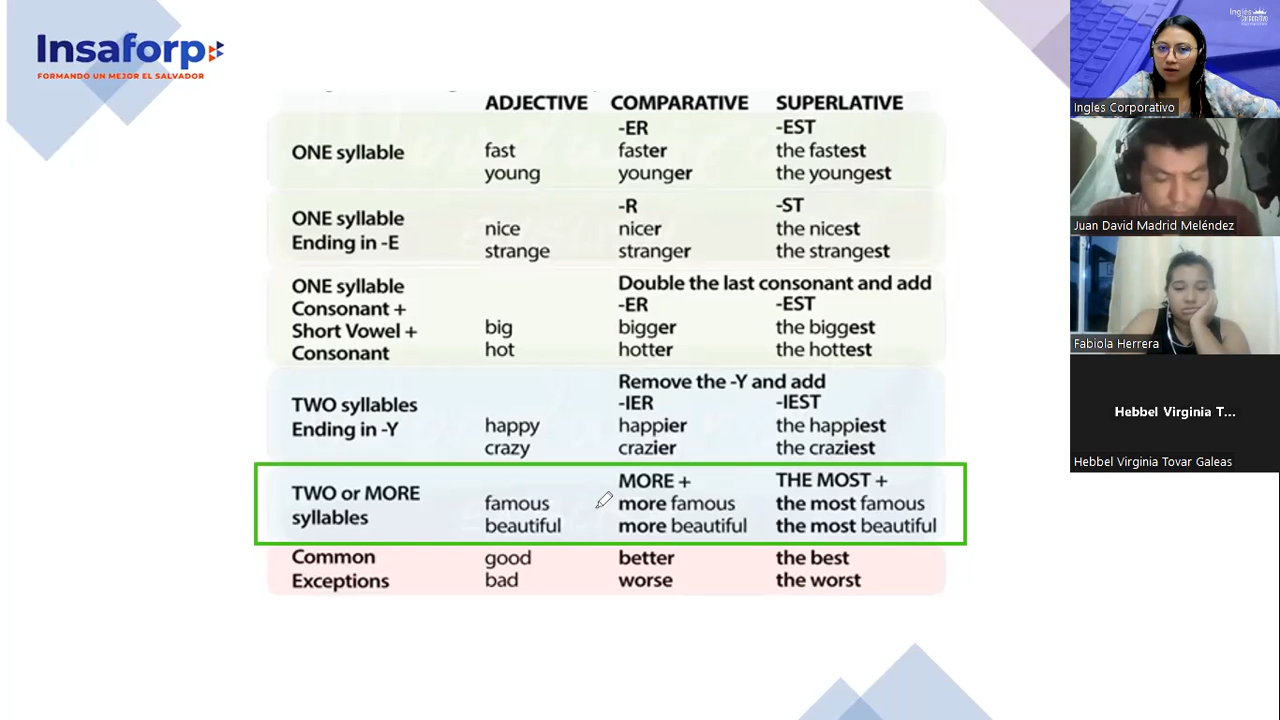 Insaforp
FORMANDO UN MEJOR EL SALVADOR
ADJECTIVE COMPARATIVE SUPERLATIVE
-ER -EST
ONE syllable fast faster the fastest
young younger the youngest
-R -ST
ONE syllable nice nicer the nicest
Ending in -E strange stranger the strangest
ONE syllable Double the last consonant and add
Consonant + -ER -EST
Short Vowel + big bigger the biggest
Consonant hot hotter the hottest
Remove the -Y and add
TWO syllables -IER -IEST
Ending in -Y happy happier the happiest
crazy crazier the craziest
TWO or MORE MORE + THE MOST +
syllables famous more famous the most famous
beautiful more beautiful the most beautiful
Common good better the best
Exceptions bad worse the worst
Ingles
Ingles Corporativo
Juan David Madrid Meléndez
Fabiola Herrera
Hebbel Virginia T...
Hebbel Virginia Tovar Galeas